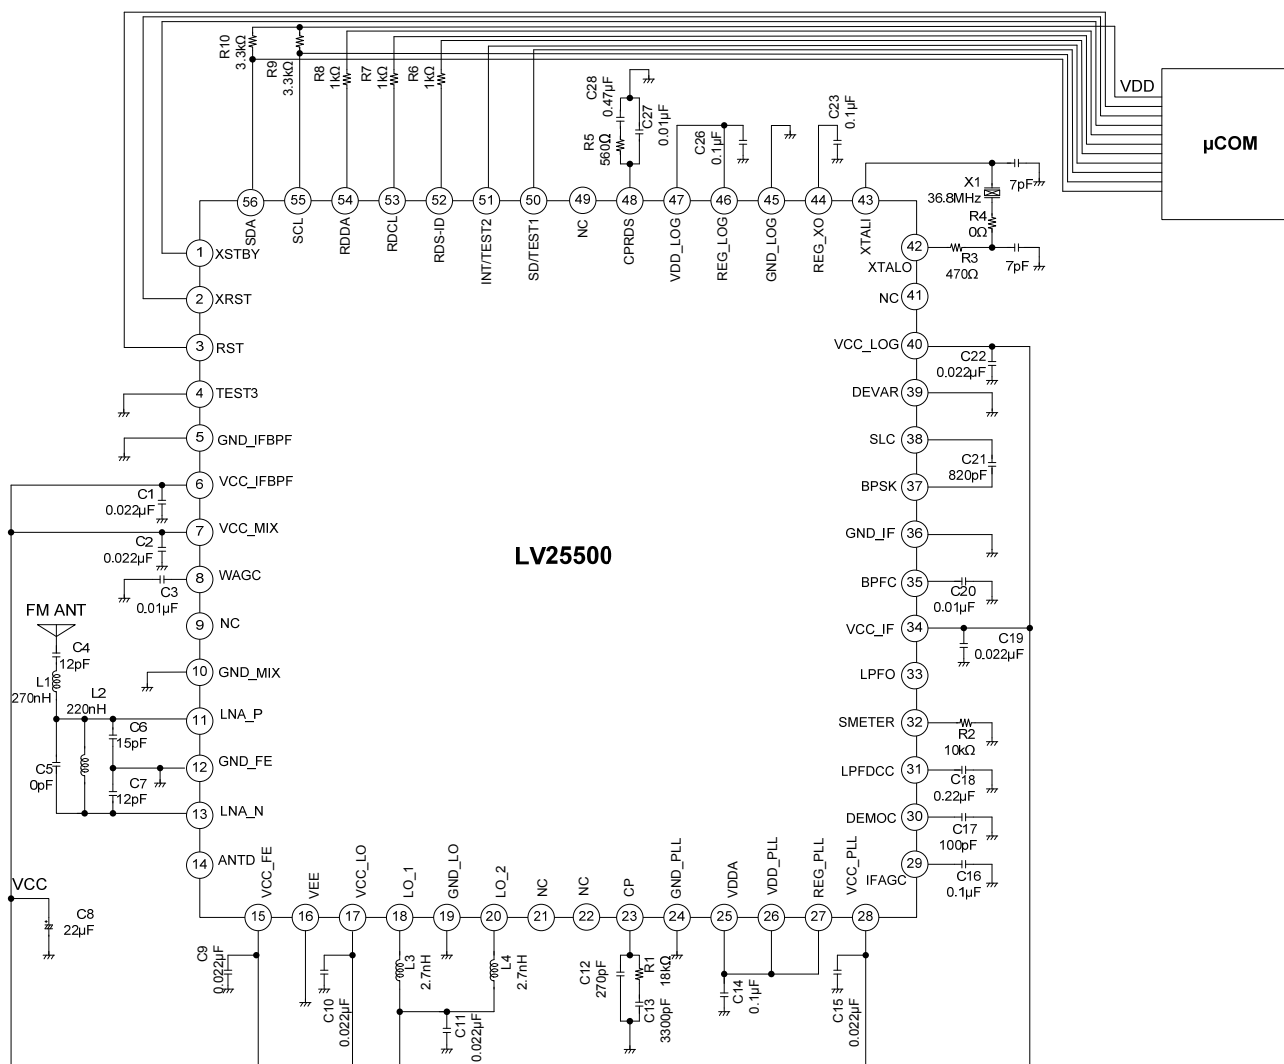 R10
3.3kΩ
R9
3.3kΩ
R8
1kΩ
R7
1kΩ
R6
1kΩ
C28
0.47µF
C27
0.01µF
R5
560Ω
C26
0.1µF
C23
0.1µF
VDD
µCOM
X1
36.8MHz
7pF
R4
0Ω
R3
470Ω
7pF
56
55
54
53
52
51
50
49
48
47
46
45
44
43
SDA
SCL
RDDA
RDCL
RDS-ID
INT/TEST2
SD/TEST1
NC
CPRDS
VDD_LOG
REG_LOG
GND_LOG
REG_XO
XTALI
1 XSTBY
2 XRST
3 RST
4 TEST3
5 GND_IFBPF
6 VCC_IFBPF
C1
0.022µF
7 VCC_MIX
C2
0.022µF
8 WAGC
C3
0.01µF
9 NC
10 GND_MIX
11 LNA_P
12 GND_FE
13 LNA_N
14 ANTD
FM ANT
C4
12pF
L1
270nH
L2
220nH
C6
15pF
C5
0pF
C7
12pF
VCC
C8
22µF
LV25500
XTALO 42
NC 41
VCC_LOG 40
C22
0.022µF
DEVAR 39
SLC 38
C21
820pF
BPSK 37
GND_IF 36
BPFC 35
C20
0.01µF
VCC_IF 34
C19
0.022µF
LPFO 33
SMETER 32
R2
10kΩ
LPFDCC 31
C18
0.22µF
DEMOC 30
C17
100pF
IFAGC 29
C16
0.1µF
VCC_FE
VEE
VCC_LO
LO_1
GND_LO
LO_2
NC
NC
CP
GND_PLL
VDDA
VDD_PLL
REG_PLL
VCC_PLL
15
16
17
18
19
20
21
22
23
24
25
26
27
28
C9
0.022µF
C10
0.022µF
L3
2.7nH
C11
0.022µF
L4
2.7nH
C12
270pF
R1
18kΩ
C13
3300pF
C14
0.1µF
C15
0.022µF